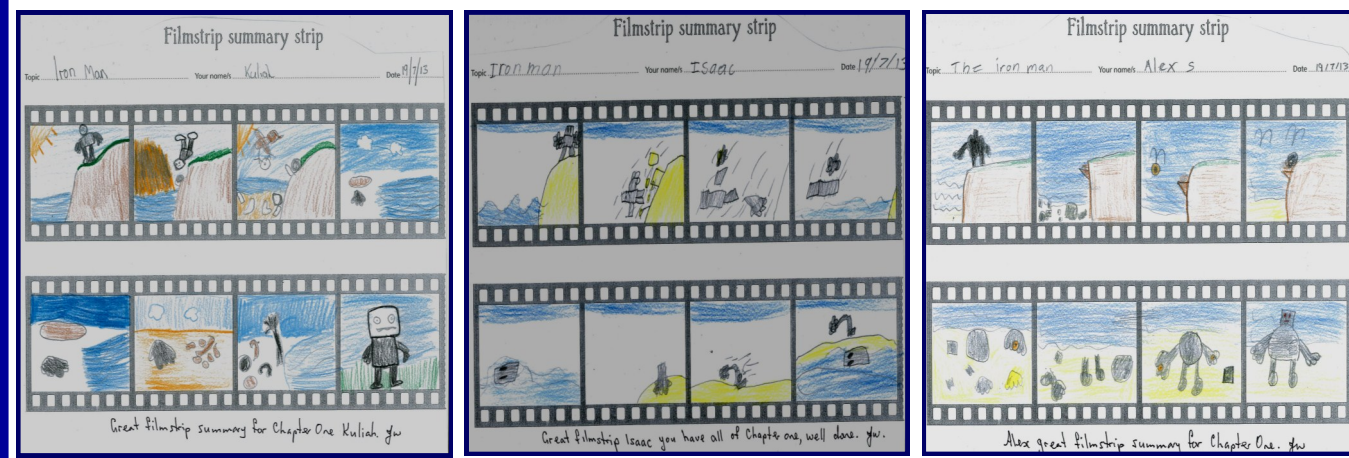 Filmstrip summary strip
Topic Iron Man Your name/s Kuliah Date 19/7/13
Great filmstrip summary for Chapter One Kuliah. yw
Filmstrip summary strip
Topic Iron man Your name/s Isaac Date 19/7/13
Great filmstrip Isaac you have all of Chapter one, well done. yw.
Filmstrip summary strip
Topic The iron man Your name/s Alex s Date 19/7/13
Alex great filmstrip summary for Chapter One. yw